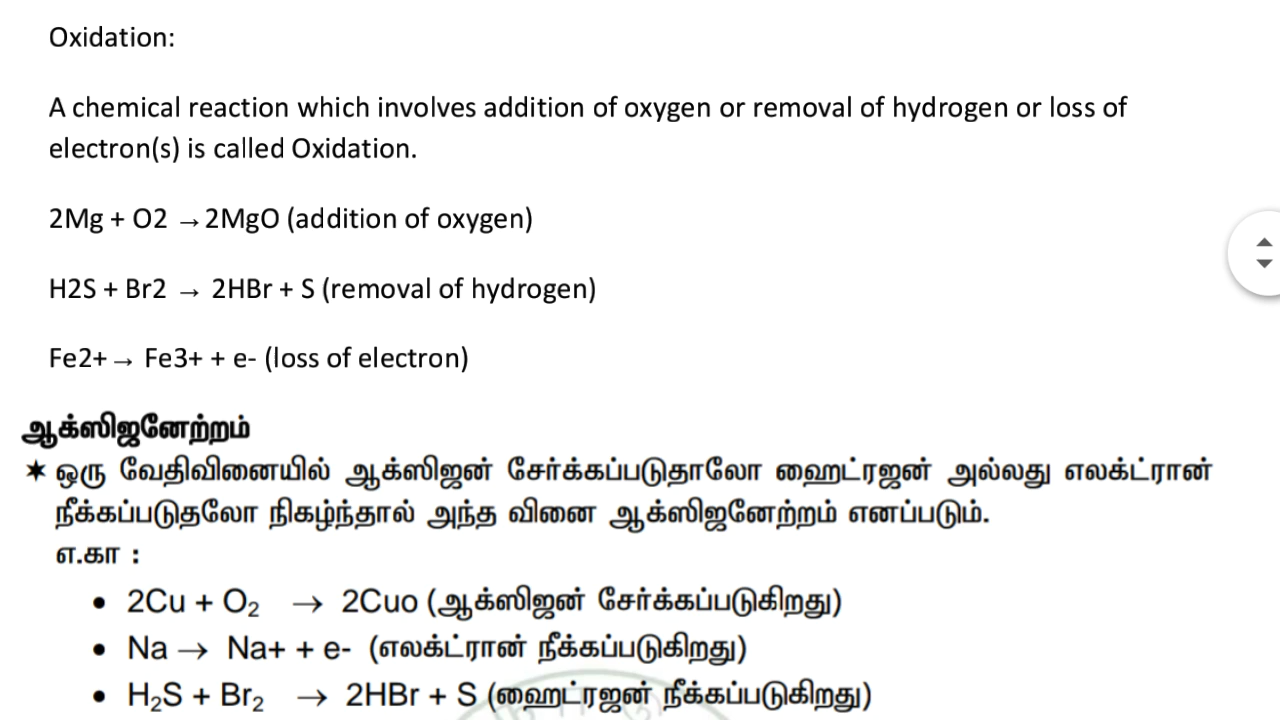 Oxidation:
A chemical reaction which involves addition of oxygen or removal of hydrogen or loss of
electron(s) is called Oxidation.
2Mg + O2 → 2MgO (addition of oxygen)
H2S + Br2 → 2HBr + S (removal of hydrogen)
Fe2+ → Fe3+ + e- (loss of electron)
ஆக்ஸிஜனேற்றம்
✶ ஒரு வேதிவினையில் ஆக்ஸிஜன் சேர்க்கப்படுதாலோ ஹைட்ரஜன் அல்லது எலக்ட்ரான்
நீக்கப்படுதலோ நிகழ்ந்தால் அந்த வினை ஆக்ஸிஜனேற்றம் எனப்படும்.
எ.கா :
• 2Cu + O₂ → 2Cuo (ஆக்ஸிஜன் சேர்க்கப்படுகிறது)
• Na → Na+ + e- (எலக்ட்ரான் நீக்கப்படுகிறது)
• H₂S + Br₂ → 2HBr + S (ஹைட்ரஜன் நீக்கப்படுகிறது)